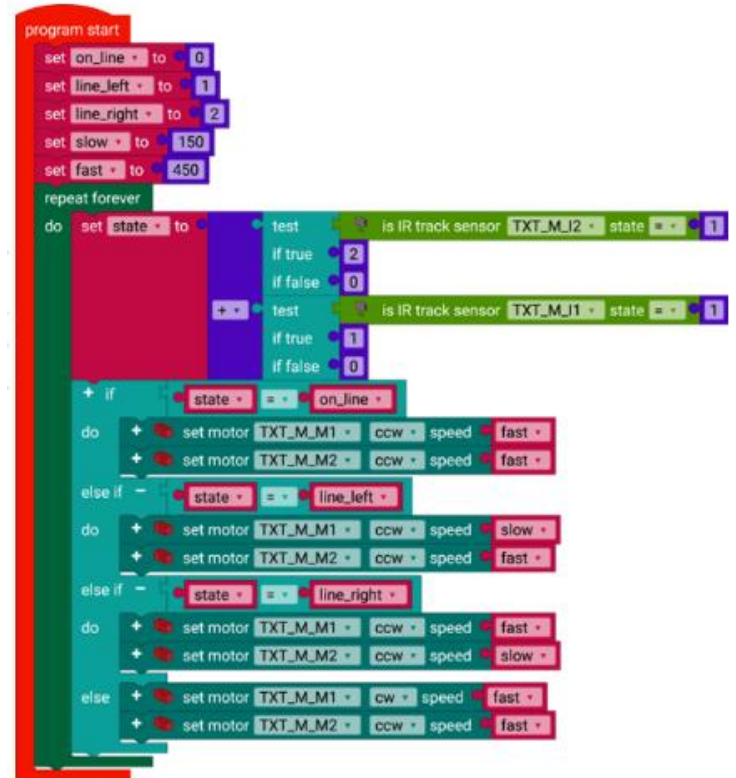 program start
set on_line to 0
set line_left to 1
set line_right to 2
set slow to 150
set fast to 450
repeat forever
do set state to test is IR track sensor TXT_M_I2 state = 1
if true 2
if false 0
+ test is IR track sensor TXT_M_I1 state = 1
if true 1
if false 0
+ if state = on_line
do + set motor TXT_M_M1 ccw speed fast
+ set motor TXT_M_M2 ccw speed fast
else if − state = line_left
do + set motor TXT_M_M1 ccw speed slow
+ set motor TXT_M_M2 ccw speed fast
else if − state = line_right
do + set motor TXT_M_M1 ccw speed fast
+ set motor TXT_M_M2 ccw speed slow
else + set motor TXT_M_M1 cw speed fast
+ set motor TXT_M_M2 ccw speed fast